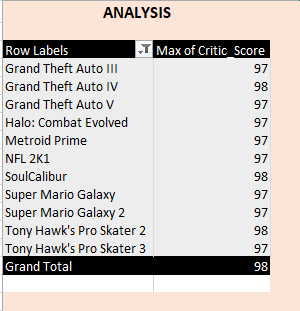 ANALYSIS
Row Labels Max of Critic_Score
Grand Theft Auto III 97
Grand Theft Auto IV 98
Grand Theft Auto V 97
Halo: Combat Evolved 97
Metroid Prime 97
NFL 2K1 97
SoulCalibur 98
Super Mario Galaxy 97
Super Mario Galaxy 2 97
Tony Hawk's Pro Skater 2 98
Tony Hawk's Pro Skater 3 97
Grand Total 98